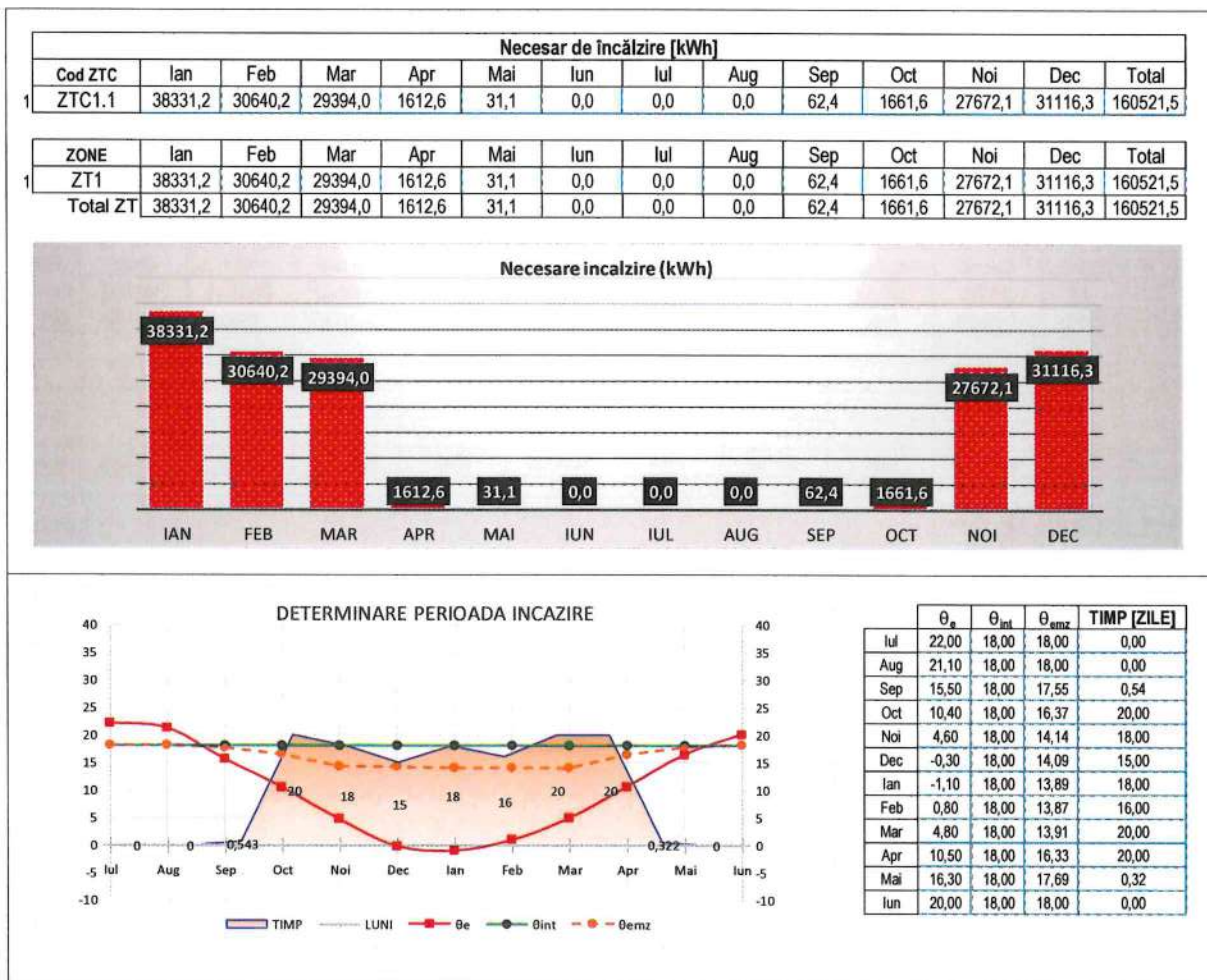 Necesar de încălzire [kWh]
Cod ZTC Ian Feb Mar Apr Mai Iun Iul Aug Sep Oct Noi Dec Total
1 ZTC1.1 38331,2 30640,2 29394,0 1612,6 31,1 0,0 0,0 0,0 62,4 1661,6 27672,1 31116,3 160521,5
ZONE Ian Feb Mar Apr Mai Iun Iul Aug Sep Oct Noi Dec Total
1 ZT1 38331,2 30640,2 29394,0 1612,6 31,1 0,0 0,0 0,0 62,4 1661,6 27672,1 31116,3 160521,5
Total ZT 38331,2 30640,2 29394,0 1612,6 31,1 0,0 0,0 0,0 62,4 1661,6 27672,1 31116,3 160521,5
Necesare incalzire (kWh)
38331,2 30640,2 29394,0 1612,6 31,1 0,0 0,0 0,0 62,4 1661,6 27672,1 31116,3
IAN FEB MAR APR MAI IUN IUL AUG SEP OCT NOI DEC
DETERMINARE PERIOADA INCAZIRE
40 40
35 35
30 30
25 25
20 20
15 15
10 10
5 5
0 0
-5 -5
-10 -10
20 18 15 18 16 20 20
0 0 0,543 0,322 0
Iul Aug Sep Oct Noi Dec Ian Feb Mar Apr Mai Iun
TIMP LUNI θe θint θemz
θe θint θemz TIMP [ZILE]
Iul 22,00 18,00 18,00 0,00
Aug 21,10 18,00 18,00 0,00
Sep 15,50 18,00 17,55 0,54
Oct 10,40 18,00 16,37 20,00
Noi 4,60 18,00 14,14 18,00
Dec -0,30 18,00 14,09 15,00
Ian -1,10 18,00 13,89 18,00
Feb 0,80 18,00 13,87 16,00
Mar 4,80 18,00 13,91 20,00
Apr 10,50 18,00 16,33 20,00
Mai 16,30 18,00 17,69 0,32
Iun 20,00 18,00 18,00 0,00